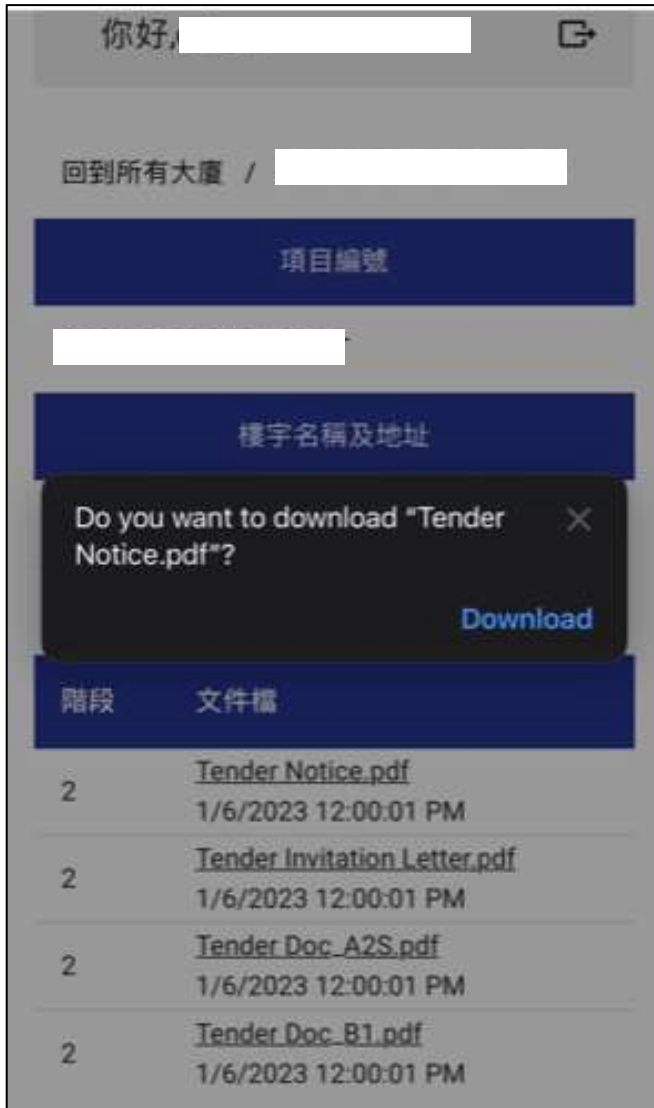 你好,
回到所有大廈 /
項目編號
樓宇名稱及地址
Do you want to download “Tender
Notice.pdf”?
Download
階段 文件檔
2 Tender Notice.pdf
1/6/2023 12:00:01 PM
2 Tender Invitation Letter.pdf
1/6/2023 12:00:01 PM
2 Tender Doc_A2S.pdf
1/6/2023 12:00:01 PM
2 Tender Doc_B1.pdf
1/6/2023 12:00:01 PM